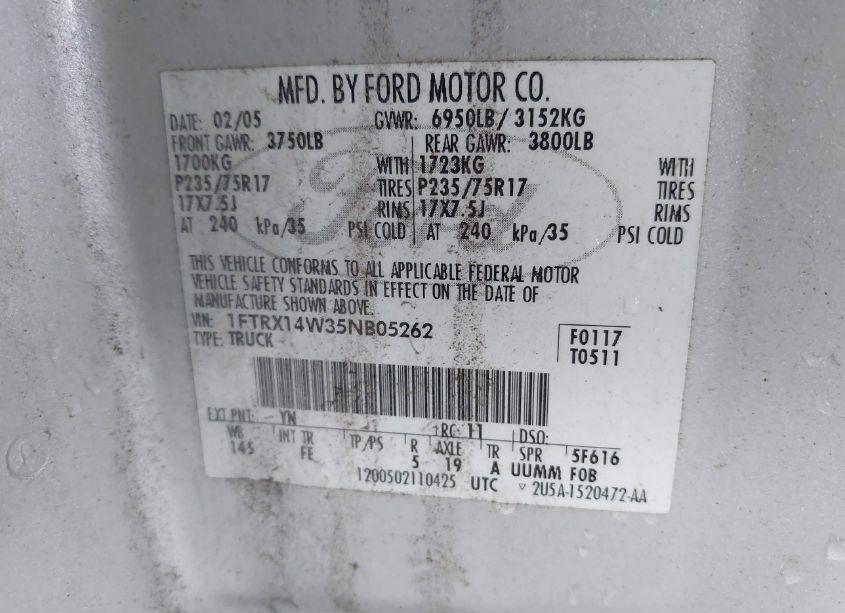 MFD. BY FORD MOTOR CO.
DATE: 02/05 GVWR: 6950LB/ 3152KG
FRONT GAWR: 3750LB REAR GAWR: 3800LB
1700KG WITH 1723KG WITH
P235/75R17 TIRES P235/75R17 TIRES
17X7.5J RIMS 17X7.5J RIMS
AT 240 kPa/35 PSI COLD AT 240 kPa/35 PSI COLD
Ford
THIS VEHICLE CONFORMS TO ALL APPLICABLE FEDERAL MOTOR
VEHICLE SAFETY STANDARDS IN EFFECT ON THE DATE OF
MANUFACTURE SHOWN ABOVE.
VIN: 1FTRX14W35NB05262 F0117
TYPE: TRUCK T0511
EXT PNT: YN RC: 11 DSO:
WB INT TR TP/PS R AXLE TR SPR 5F616
145 FE 5 19 A UUMM FOB
1200502110425 UTC ▽ 2U5A-1520472-AA